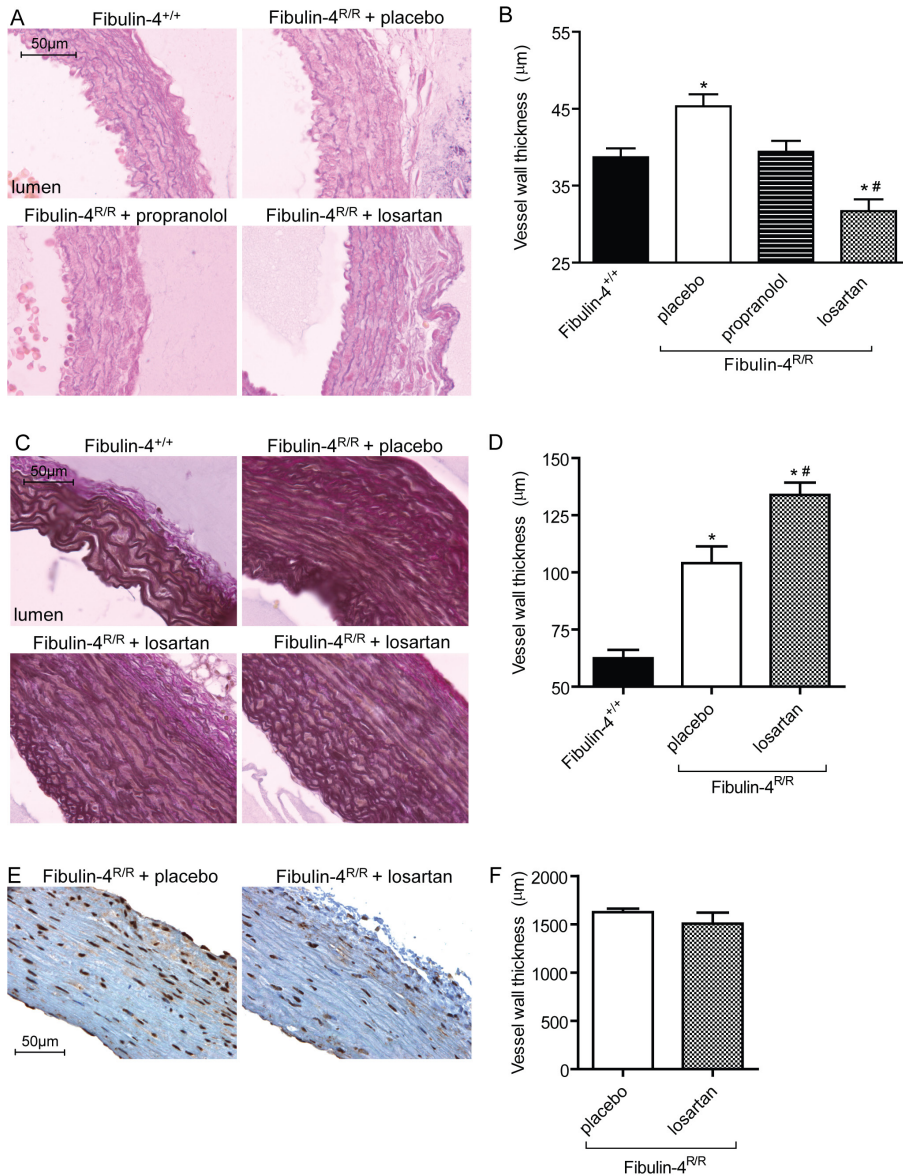 A
Fibulin-4+/+
Fibulin-4R/R + placebo
50μm
lumen
Fibulin-4R/R + propranolol
Fibulin-4R/R + losartan
B
Vessel wall thickness (μm)
55
45
35
25
*
* #
Fibulin-4+/+
placebo
propranolol
losartan
Fibulin-4R/R
C
Fibulin-4+/+
Fibulin-4R/R + placebo
50μm
lumen
Fibulin-4R/R + losartan
Fibulin-4R/R + losartan
D
Vessel wall thickness (μm)
150
125
100
75
50
*
* #
Fibulin-4+/+
placebo
losartan
Fibulin-4R/R
E
Fibulin-4R/R + placebo
Fibulin-4R/R + losartan
50μm
F
Vessel wall thickness (μm)
2000
1500
1000
500
0
placebo
losartan
Fibulin-4R/R